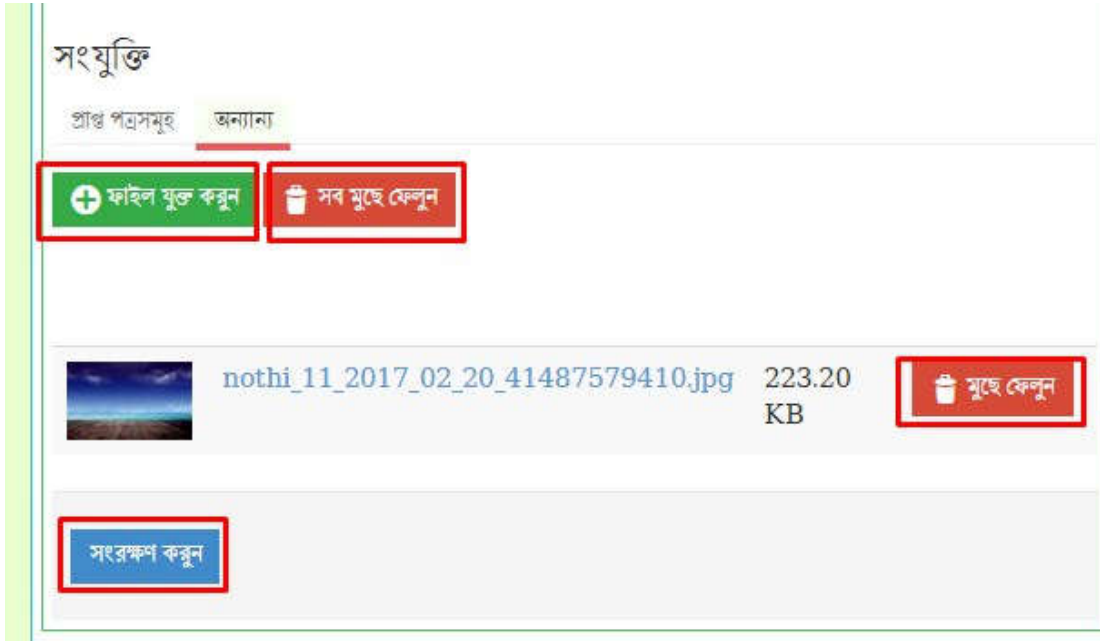 সংযুক্তি
প্রাপ্ত পত্রসমূহ অন্যান্য
ফাইল যুক্ত করুন সব মুছে ফেলুন
nothi_11_2017_02_20_41487579410.jpg 223.20 KB মুছে ফেলুন
সংরক্ষণ করুন